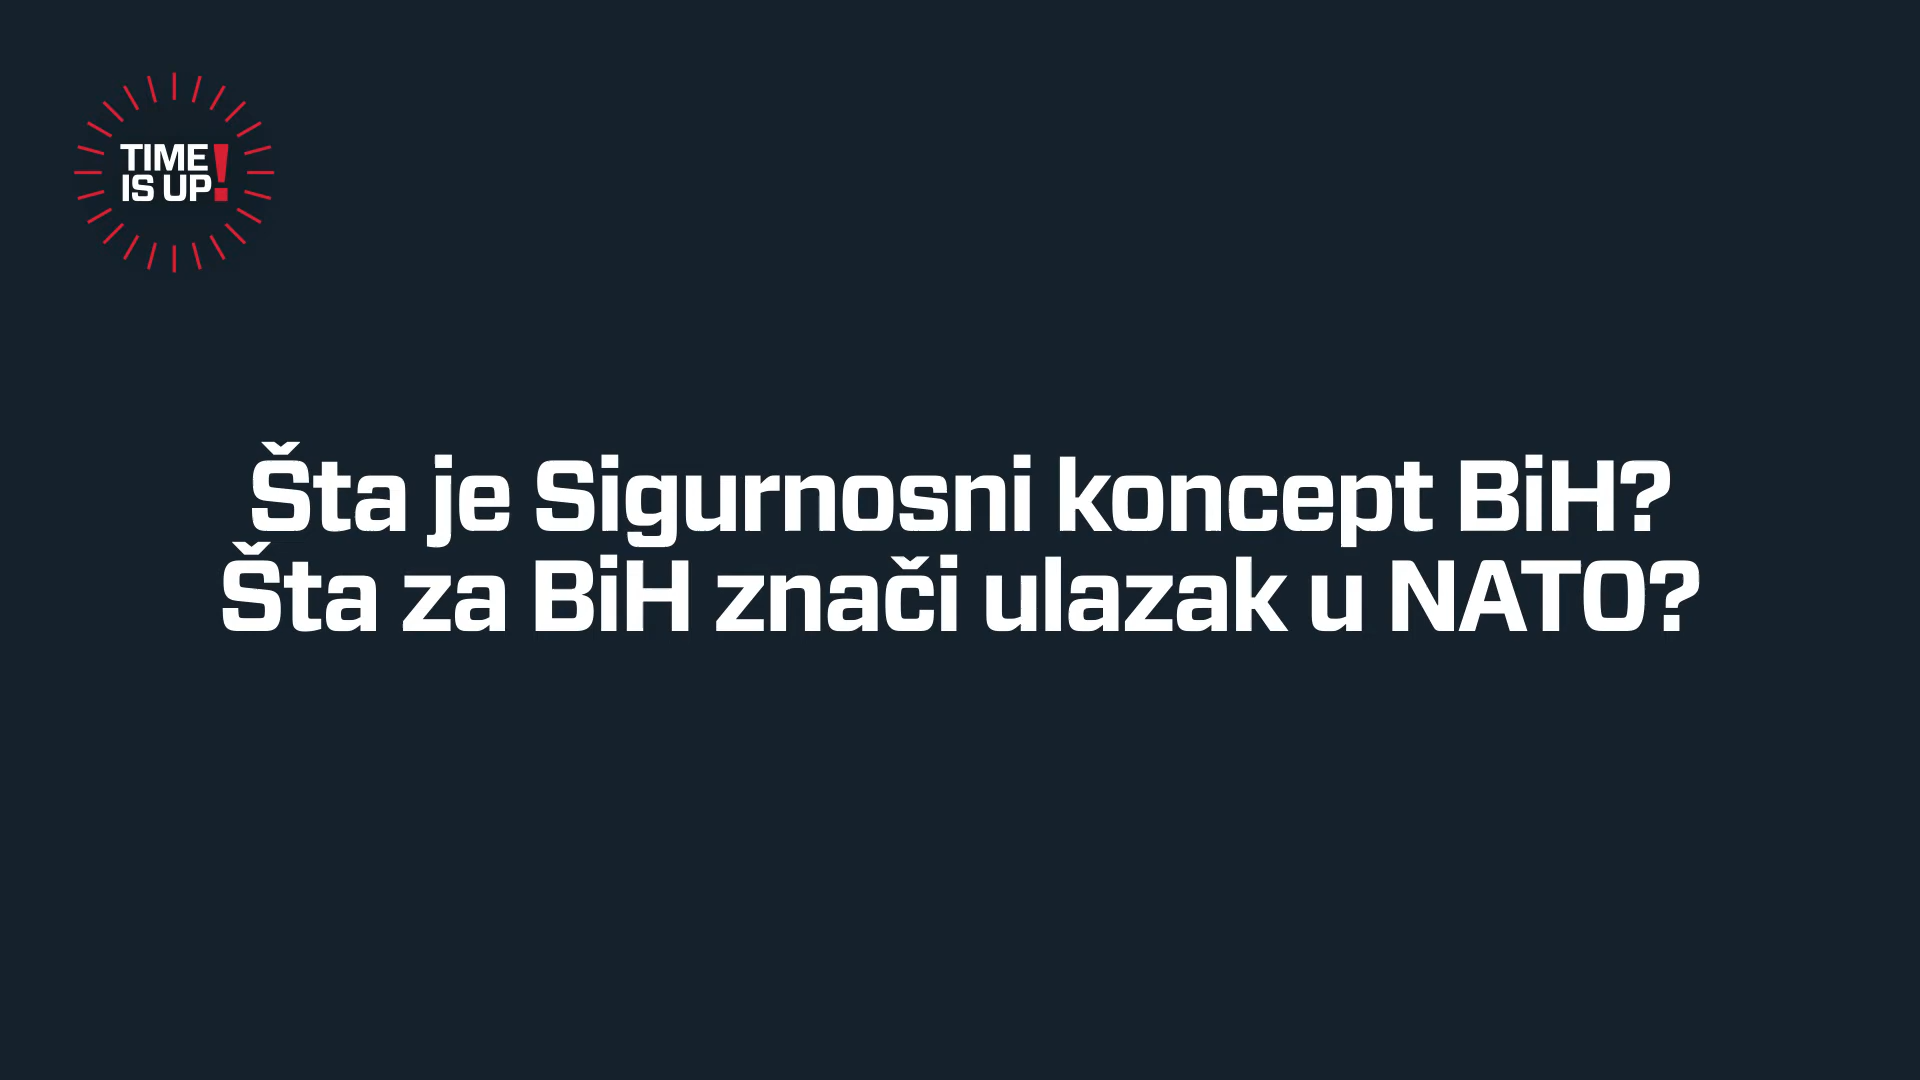 TIME
IS UP!
Šta je Sigurnosni koncept BiH?
Šta za BiH znači ulazak u NATO?